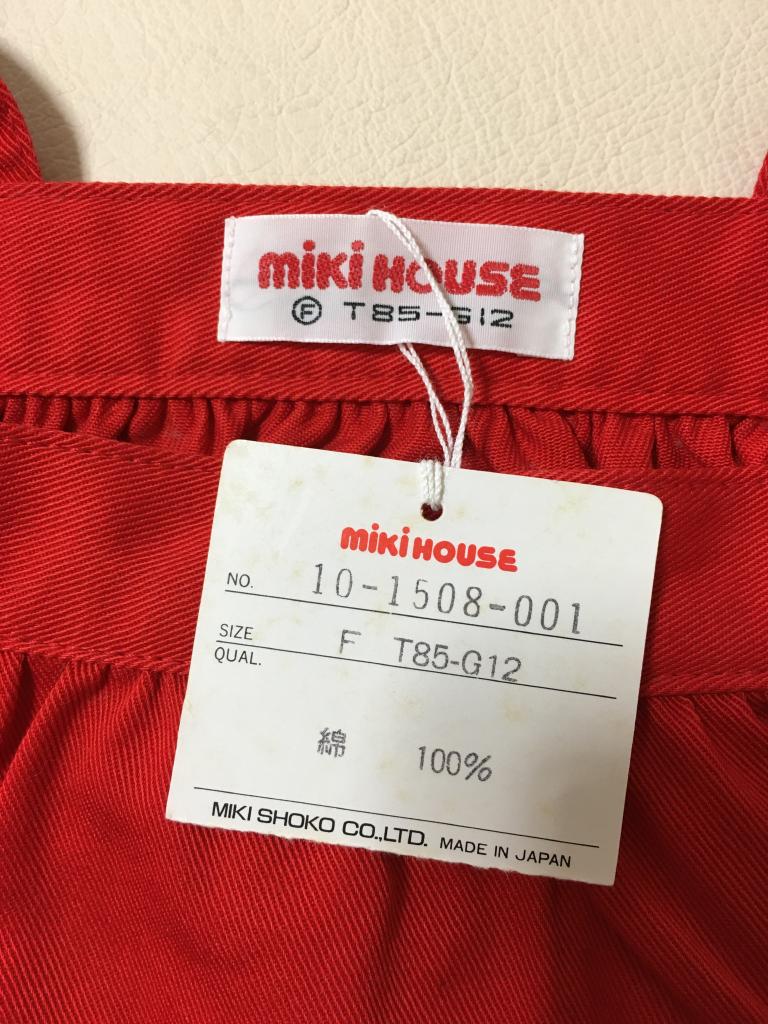 miki HOUSE
Ⓕ T85-G12
miki HOUSE
NO. 10-1508-001
SIZE F T85-G12
QUAL.
綿 100%
MIKI SHOKO CO.,LTD. MADE IN JAPAN